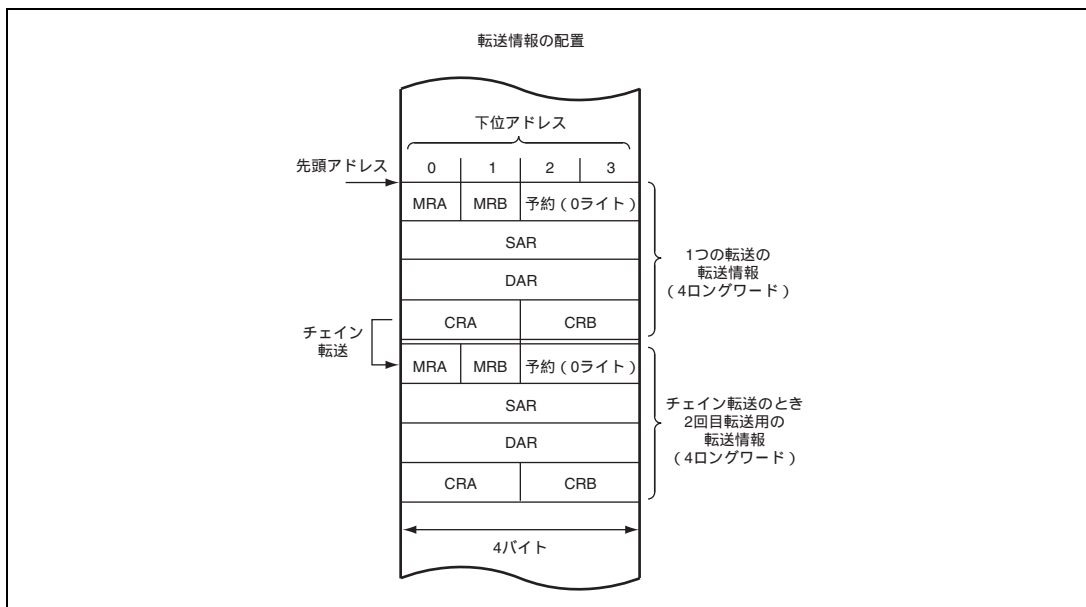 転送情報の配置
下位アドレス
先頭アドレス
0 1 2 3
MRA MRB 予約（0ライト）
SAR
DAR
CRA CRB
1つの転送の
転送情報
（4ロングワード）
チェイン
転送
MRA MRB 予約（0ライト）
SAR
DAR
CRA CRB
チェイン転送のとき
2回目転送用の
転送情報
（4ロングワード）
4バイト